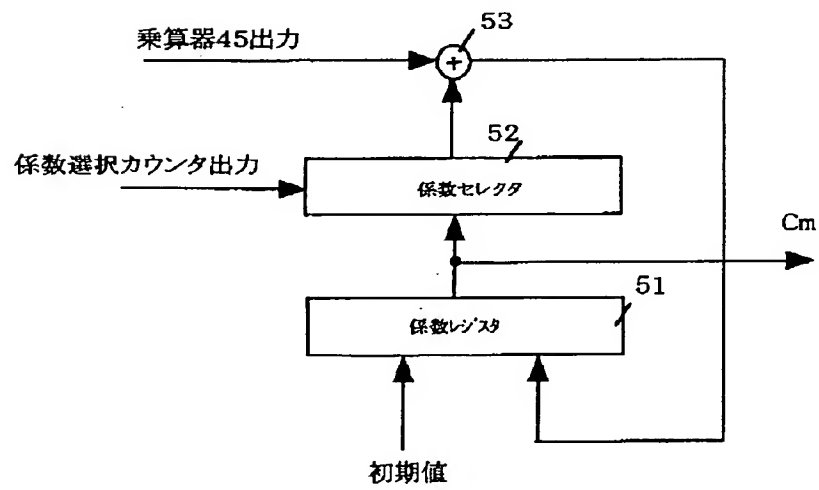 53
乗算器45出力
+
52
係数選択カウンタ出力
係数セレクタ
Cm
51
係数レジスタ
初期値